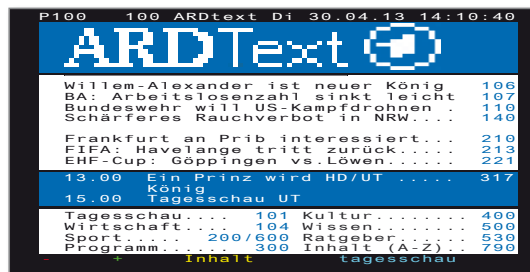 P100 100 ARDtext Di 30.04.13 14:10:40
ARDText
Willem-Alexander ist neuer König 106
BA: Arbeitslosenzahl sinkt leicht 107
Bundeswehr will US-Kampfdrohnen . 110
Schärferes Rauchverbot in NRW.... 140
Frankfurt an Prib interessiert... 210
FIFA: Havelange tritt zurück..... 213
EHF-Cup: Göppingen vs.Löwen...... 221
13.00 Ein Prinz wird HD/UT ..... 317
König
15.00 Tagesschau UT
Tagesschau.... 101 Kultur........ 400
Wirtschaft.... 104 Wissen........ 500
Sport..... 200/600 Ratgeber...... 530
Programm...... 300 Inhalt (A-Z).. 790
- + Inhalt tagesschau